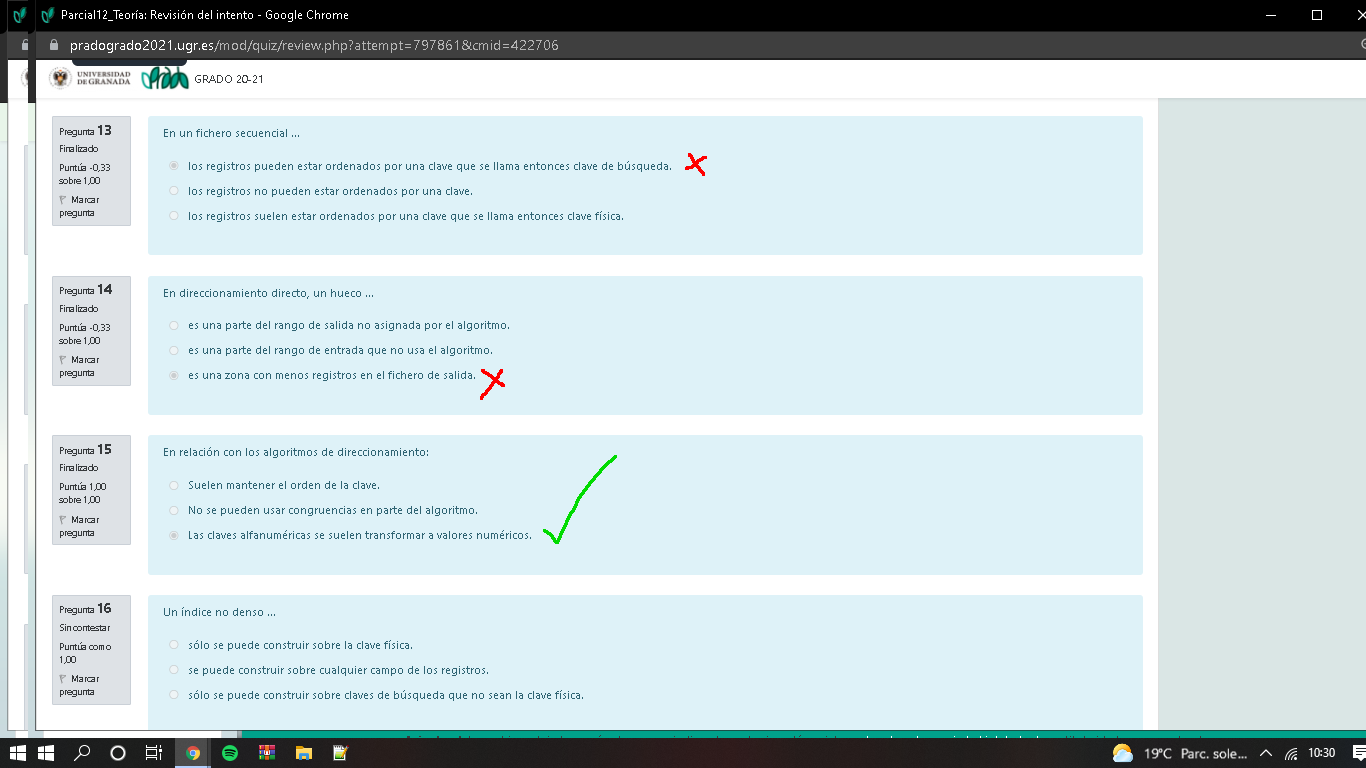 Parcial12_Teoría: Revisión del intento - Google Chrome
pradogrado2021.ugr.es/mod/quiz/review.php?attempt=797861&cmid=422706
UNIVERSIDAD
DE GRANADA
prado
GRADO 20-21
Pregunta 13
Finalizado
Puntúa -0,33
sobre 1,00
Marcar
pregunta
En un fichero secuencial ...
los registros pueden estar ordenados por una clave que se llama entonces clave de búsqueda.
los registros no pueden estar ordenados por una clave.
los registros suelen estar ordenados por una clave que se llama entonces clave física.
Pregunta 14
Finalizado
Puntúa -0,33
sobre 1,00
Marcar
pregunta
En direccionamiento directo, un hueco ...
es una parte del rango de salida no asignada por el algoritmo.
es una parte del rango de entrada que no usa el algoritmo.
es una zona con menos registros en el fichero de salida.
Pregunta 15
Finalizado
Puntúa 1,00
sobre 1,00
Marcar
pregunta
En relación con los algoritmos de direccionamiento:
Suelen mantener el orden de la clave.
No se pueden usar congruencias en parte del algoritmo.
Las claves alfanuméricas se suelen transformar a valores numéricos.
Pregunta 16
Sin contestar
Puntúa como
1,00
Marcar
pregunta
Un índice no denso ...
sólo se puede construir sobre la clave física.
se puede construir sobre cualquier campo de los registros.
sólo se puede construir sobre claves de búsqueda que no sean la clave física.
19°C Parc. sole...
10:30